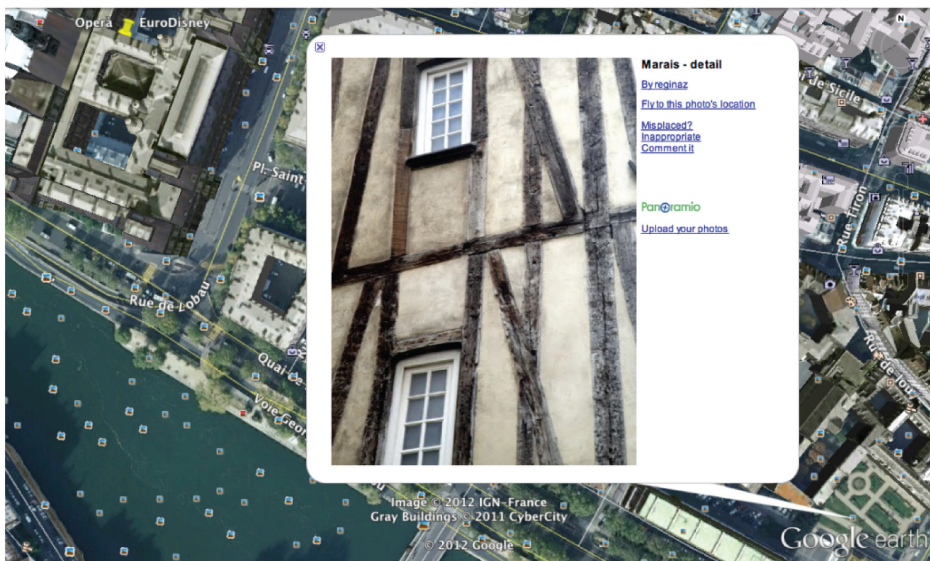 Opera
EuroDisney
N
Marais - detail
By reginaz
Fly to this photo's location
Misplaced?
Inappropriate
Comment it
Panoramio
Upload your photos
de Sicile
Pl. Saint
Rue Tiron
Rue de Lobau
Quai
Voie Geor
Rue de Jou
Image © 2012 IGN-France
Gray Buildings © 2011 CyberCity
© 2012 Google
Google earth